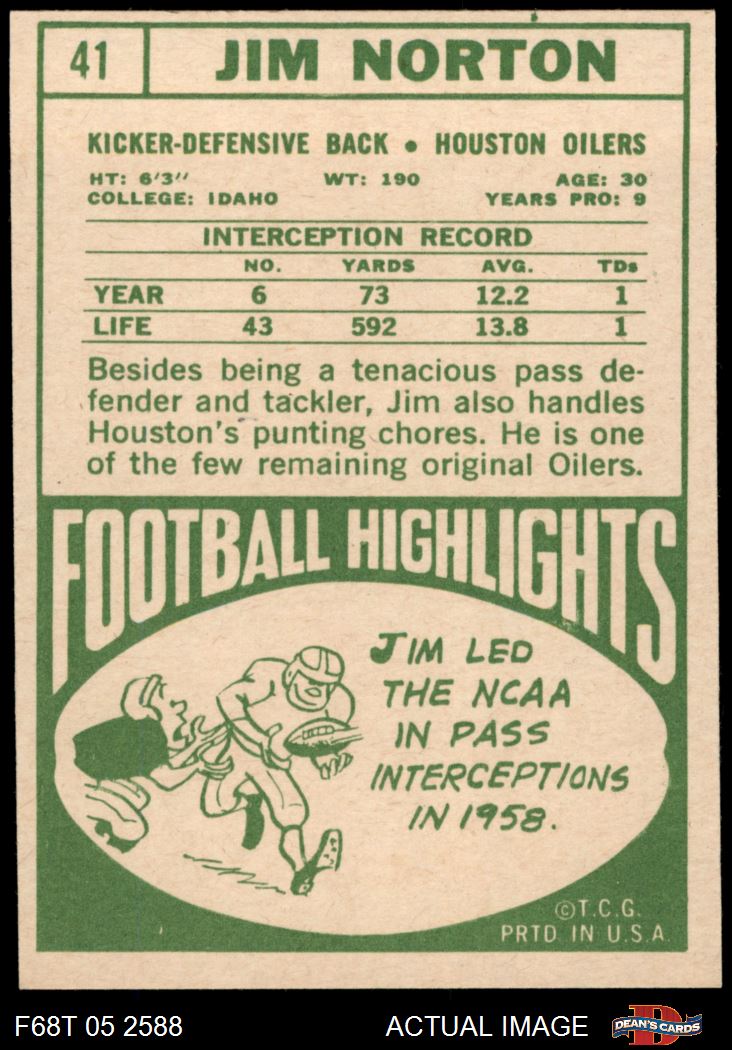 41 JIM NORTON
KICKER-DEFENSIVE BACK • HOUSTON OILERS
HT: 6'3" WT: 190 AGE: 30
COLLEGE: IDAHO YEARS PRO: 9
INTERCEPTION RECORD
NO. YARDS AVG. TDs
YEAR 6 73 12.2 1
LIFE 43 592 13.8 1
Besides being a tenacious pass de-
fender and tackler, Jim also handles
Houston's punting chores. He is one
of the few remaining original Oilers.
FOOTBALL HIGHLIGHTS
JIM LED
THE NCAA
IN PASS
INTERCEPTIONS
IN 1958.
©T.C.G.
PRTD. IN U.S.A.
F68T 05 2588 ACTUAL IMAGE DEAN'S CARDS